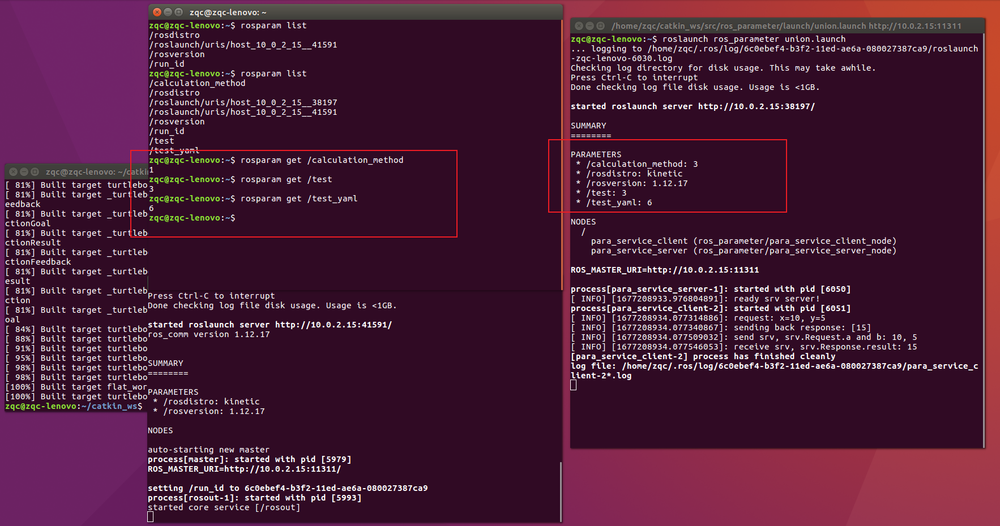 zqc@zqc-lenovo: ~
zqc@zqc-lenovo:~$ rosparam list
/rosdistro
/roslaunch/uris/host_10_0_2_15__41591
/rosversion
/run_id
zqc@zqc-lenovo:~$ rosparam list
/calculation_method
/rosdistro
/roslaunch/uris/host_10_0_2_15__38197
/roslaunch/uris/host_10_0_2_15__41591
/rosversion
/run_id
/test
/test_yaml
zqc@zqc-lenovo:~$ rosparam get /calculation_method
1
zqc@zqc-lenovo:~$ rosparam get /test
3
zqc@zqc-lenovo:~$ rosparam get /test_yaml
6
zqc@zqc-lenovo:~$
zqc@zqc-lenovo: ~/catkin
[ 81%] Built target turtlebo
[ 81%] Built target _turtleb
eedback
[ 81%] Built target _turtleb
ctionGoal
[ 81%] Built target _turtleb
ctionResult
[ 81%] Built target _turtleb
ctionFeedback
[ 81%] Built target _turtleb
esult
[ 81%] Built target _turtleb
ction
[ 81%] Built target _turtleb
oal
[ 84%] Built target turtlebo
[ 88%] Built target turtlebo
[ 91%] Built target turtlebo
[ 95%] Built target turtlebo
[ 98%] Built target turtlebo
[ 98%] Built target turtlebo
[100%] Built target flat_wor
[100%] Built target turtlebo
zqc@zqc-lenovo:~/catkin_ws$
Press Ctrl-C to interrupt
Done checking log file disk usage. Usage is <1GB.
started roslaunch server http://10.0.2.15:41591/
ros_comm version 1.12.17
SUMMARY
========
PARAMETERS
* /rosdistro: kinetic
* /rosversion: 1.12.17
NODES
auto-starting new master
process[master]: started with pid [5979]
ROS_MASTER_URI=http://10.0.2.15:11311/
setting /run_id to 6c0ebef4-b3f2-11ed-ae6a-080027387ca9
process[rosout-1]: started with pid [5993]
started core service [/rosout]
/home/zqc/catkin_ws/src/ros_parameter/launch/union.launch http://10.0.2.15:11311
zqc@zqc-lenovo:~$ roslaunch ros_parameter union.launch
... logging to /home/zqc/.ros/log/6c0ebef4-b3f2-11ed-ae6a-080027387ca9/roslaunch
-zqc-lenovo-6030.log
Checking log directory for disk usage. This may take awhile.
Press Ctrl-C to interrupt
Done checking log file disk usage. Usage is <1GB.
started roslaunch server http://10.0.2.15:38197/
SUMMARY
========
PARAMETERS
* /calculation_method: 3
* /rosdistro: kinetic
* /rosversion: 1.12.17
* /test: 3
* /test_yaml: 6
NODES
/
para_service_client (ros_parameter/para_service_client_node)
para_service_server (ros_parameter/para_service_server_node)
ROS_MASTER_URI=http://10.0.2.15:11311
process[para_service_server-1]: started with pid [6050]
[ INFO] [1677208933.976804891]: ready srv server!
process[para_service_client-2]: started with pid [6051]
[ INFO] [1677208934.077314886]: request: x=10, y=5
[ INFO] [1677208934.077340867]: sending back response: [15]
[ INFO] [1677208934.077509032]: send srv, srv.Request.a and b: 10, 5
[ INFO] [1677208934.077546053]: receive srv, srv.Response.result: 15
[para_service_client-2] process has finished cleanly
log file: /home/zqc/.ros/log/6c0ebef4-b3f2-11ed-ae6a-080027387ca9/para_service_c
lient-2*.log